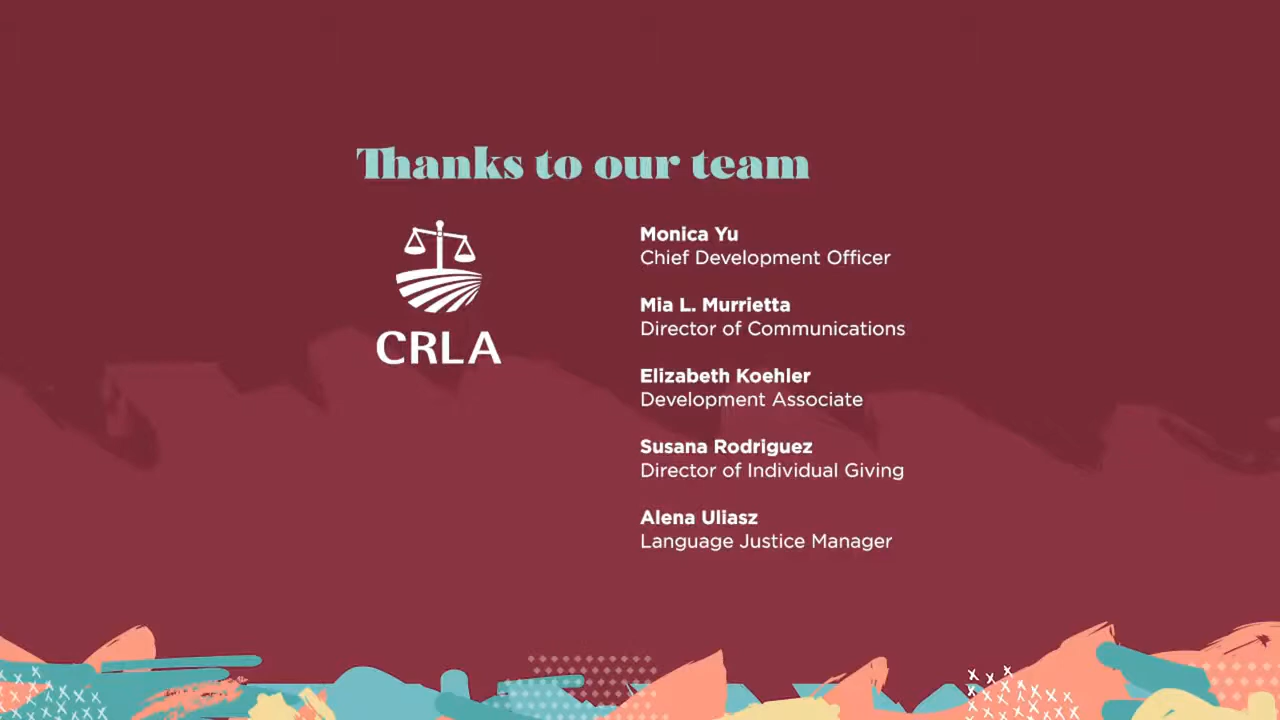 Thanks to our team
CRLA
Monica Yu
Chief Development Officer
Mia L. Murrietta
Director of Communications
Elizabeth Koehler
Development Associate
Susana Rodriguez
Director of Individual Giving
Alena Uliasz
Language Justice Manager